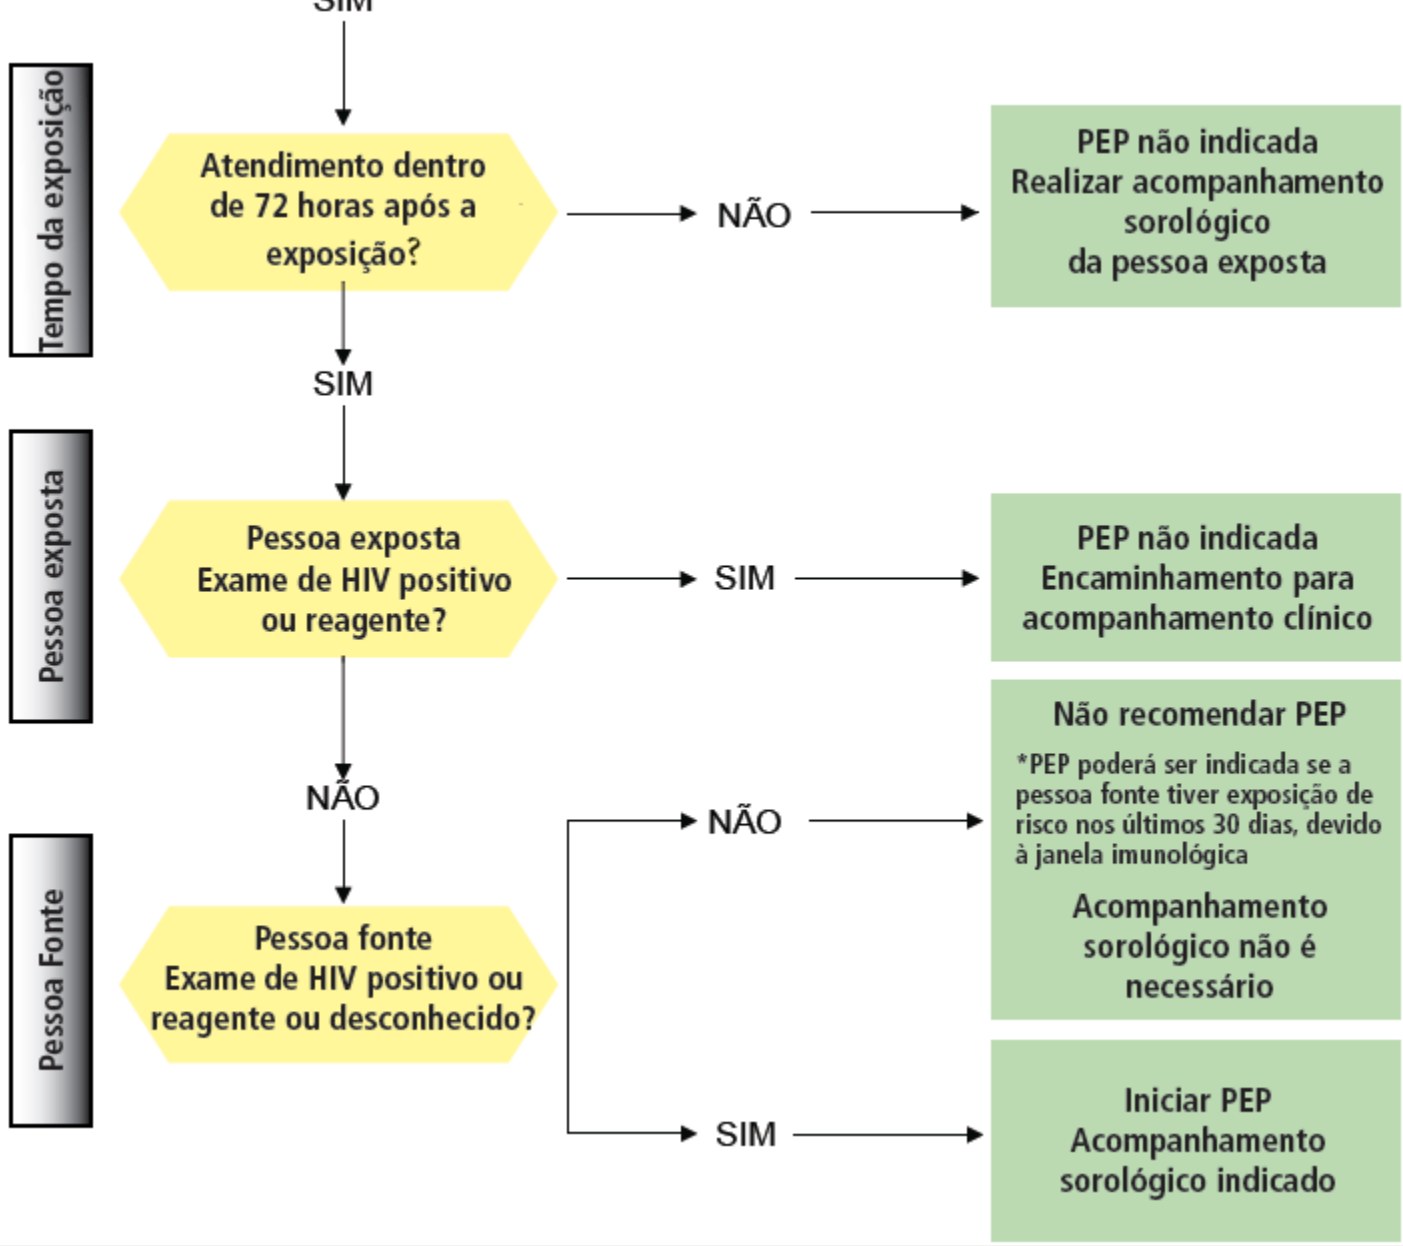 SIM
Tempo da exposição
Atendimento dentro
de 72 horas após a
exposição?
NÃO
PEP não indicada
Realizar acompanhamento
sorológico
da pessoa exposta
SIM
Pessoa exposta
Pessoa exposta
Exame de HIV positivo
ou reagente?
SIM
PEP não indicada
Encaminhamento para
acompanhamento clínico
NÃO
NÃO
Não recomendar PEP
*PEP poderá ser indicada se a
pessoa fonte tiver exposição de
risco nos últimos 30 dias, devido
à janela imunológica
Acompanhamento
sorológico não é
necessário
Pessoa Fonte
Pessoa fonte
Exame de HIV positivo ou
reagente ou desconhecido?
SIM
Iniciar PEP
Acompanhamento
sorológico indicado